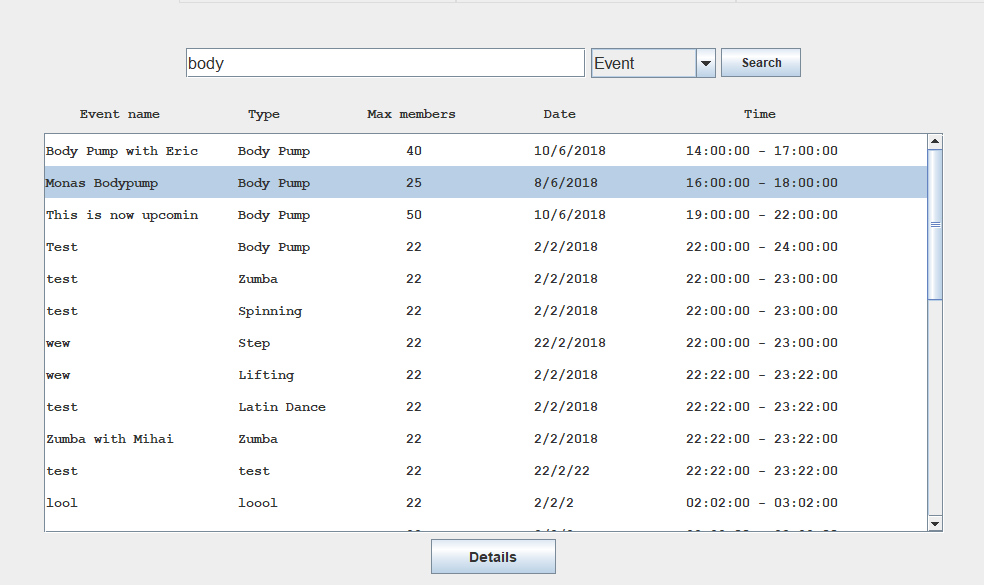 body Event Search
Event name Type Max members Date Time
Body Pump with Eric Body Pump 40 10/6/2018 14:00:00 - 17:00:00
Monas Bodypump Body Pump 25 8/6/2018 16:00:00 - 18:00:00
This is now upcomin Body Pump 50 10/6/2018 19:00:00 - 22:00:00
Test Body Pump 22 2/2/2018 22:00:00 - 24:00:00
test Zumba 22 2/2/2018 22:00:00 - 23:00:00
test Spinning 22 2/2/2018 22:00:00 - 23:00:00
wew Step 22 22/2/2018 22:00:00 - 23:00:00
wew Lifting 22 2/2/2018 22:22:00 - 23:22:00
test Latin Dance 22 2/2/2018 22:22:00 - 23:22:00
Zumba with Mihai Zumba 22 2/2/2018 22:22:00 - 23:22:00
test test 22 22/2/22 22:22:00 - 23:22:00
lool loool 22 2/2/2 02:02:00 - 03:02:00
Details